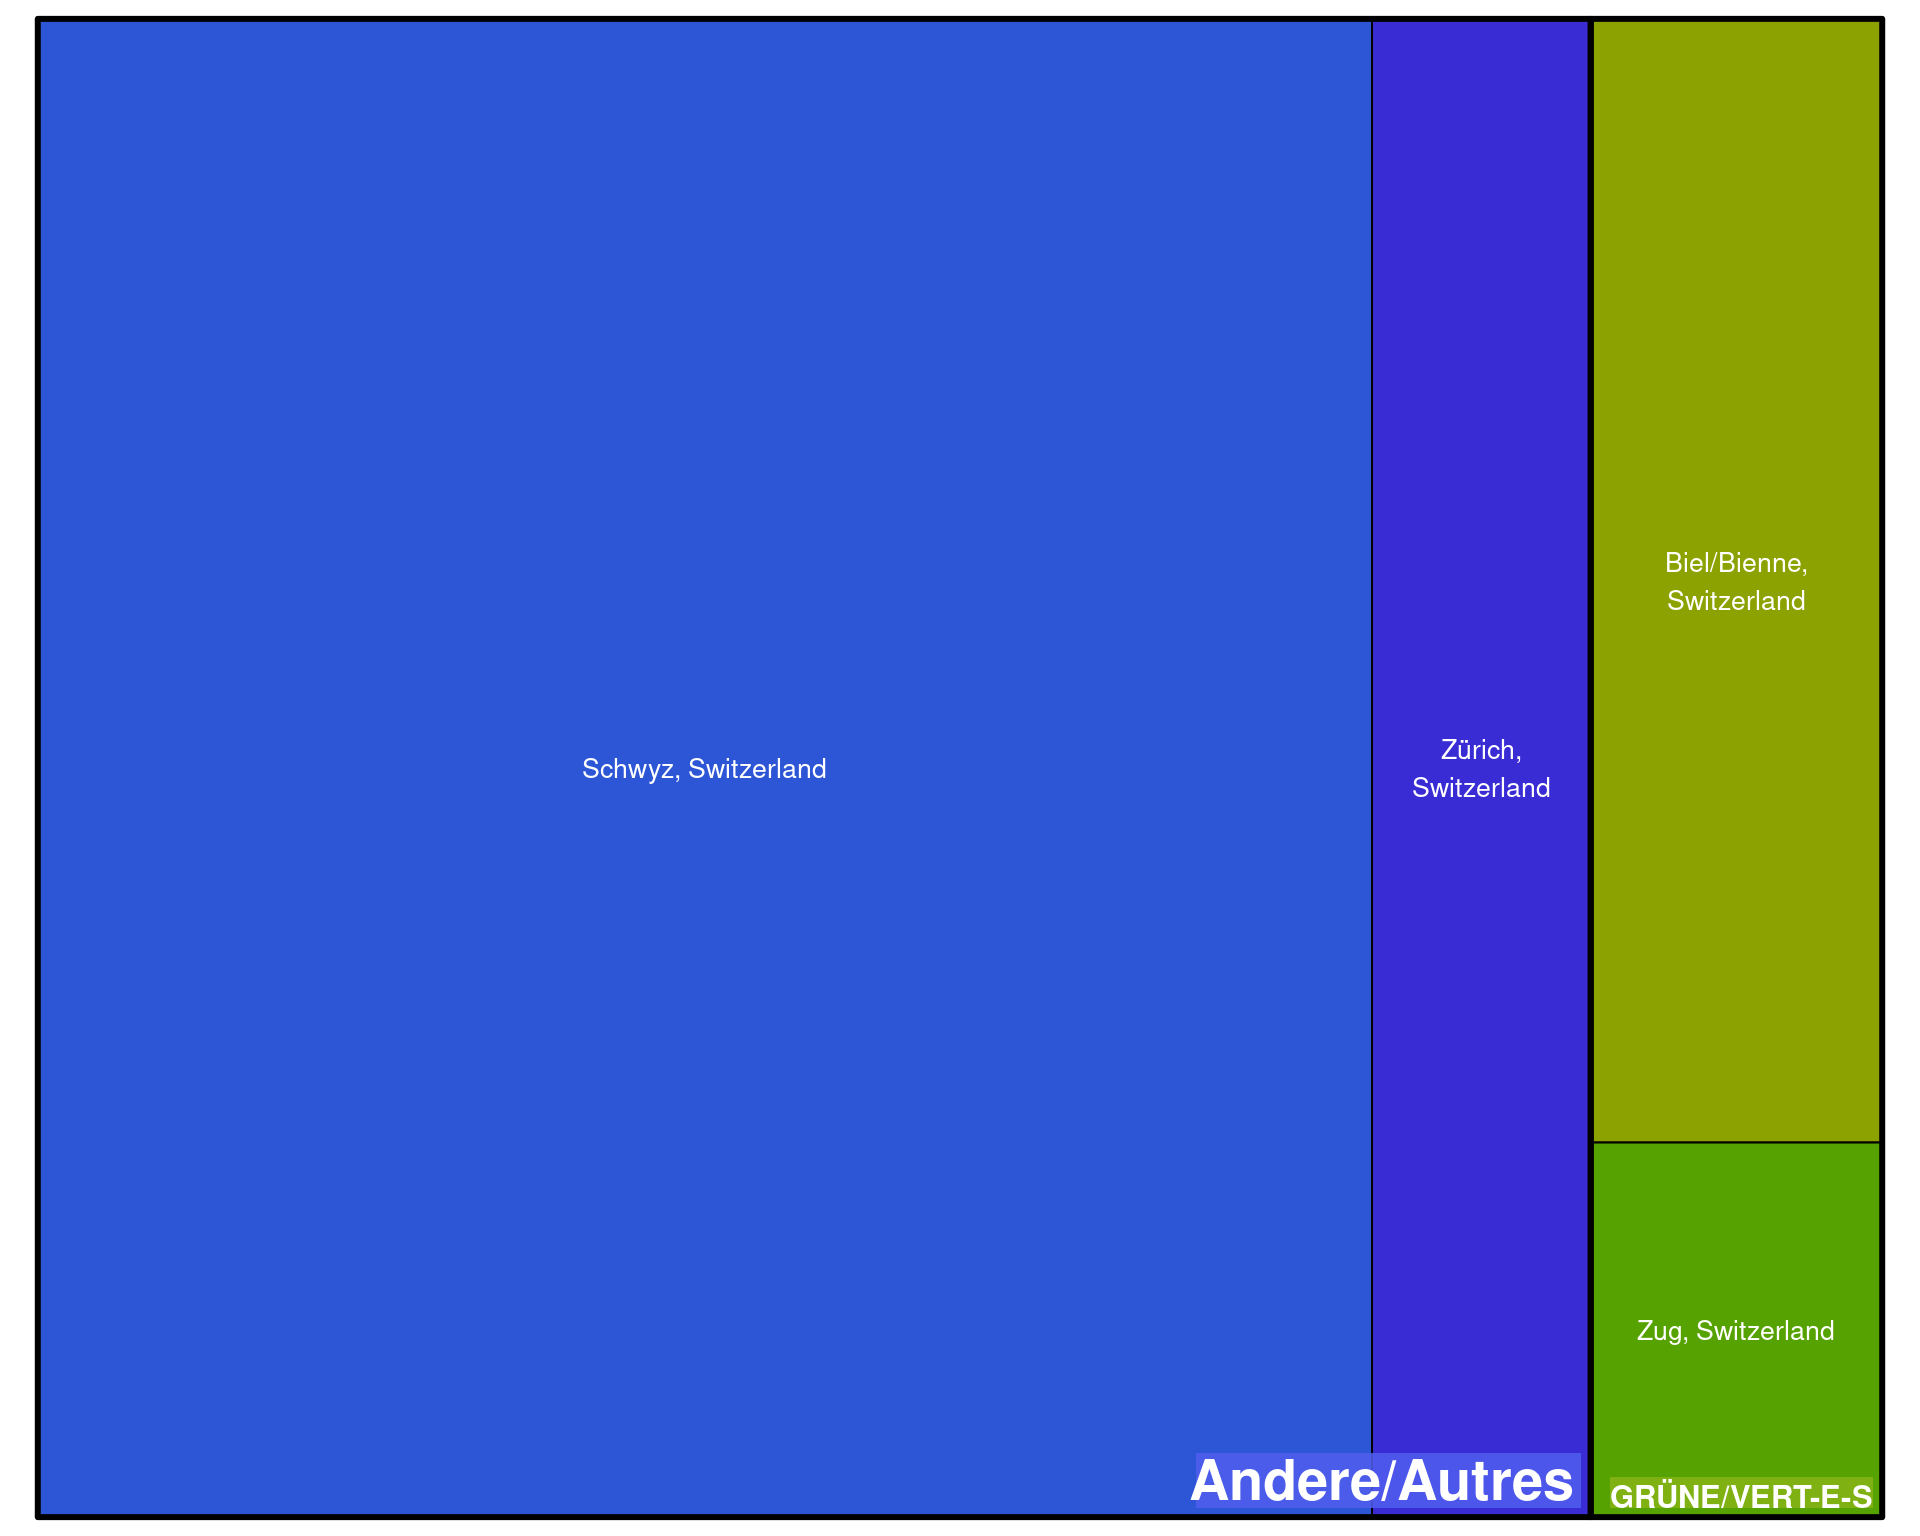 Schwyz, Switzerland
Zürich,
Switzerland
Andere/Autres
Biel/Bienne,
Switzerland
Zug, Switzerland
GRÜNE/VERT-E-S